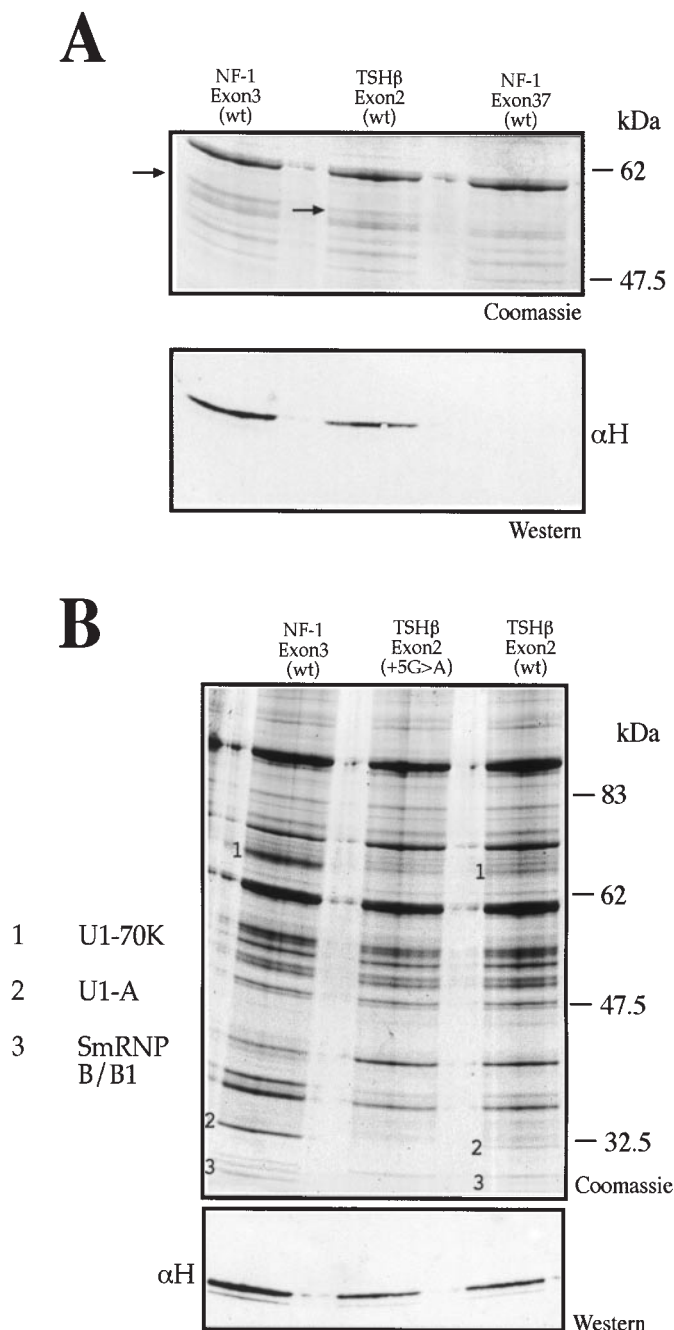 A
NF-1
Exon3
(wt)
TSHβ
Exon2
(wt)
NF-1
Exon37
(wt)
kDa
62
47.5
Coomassie
αH
Western
B
NF-1
Exon3
(wt)
TSHβ
Exon2
(+5G>A)
TSHβ
Exon2
(wt)
kDa
83
1
1
62
1 U1-70K
2 U1-A
3 SmRNP
B/B1
47.5
2
2
32.5
3
3
Coomassie
αH
Western